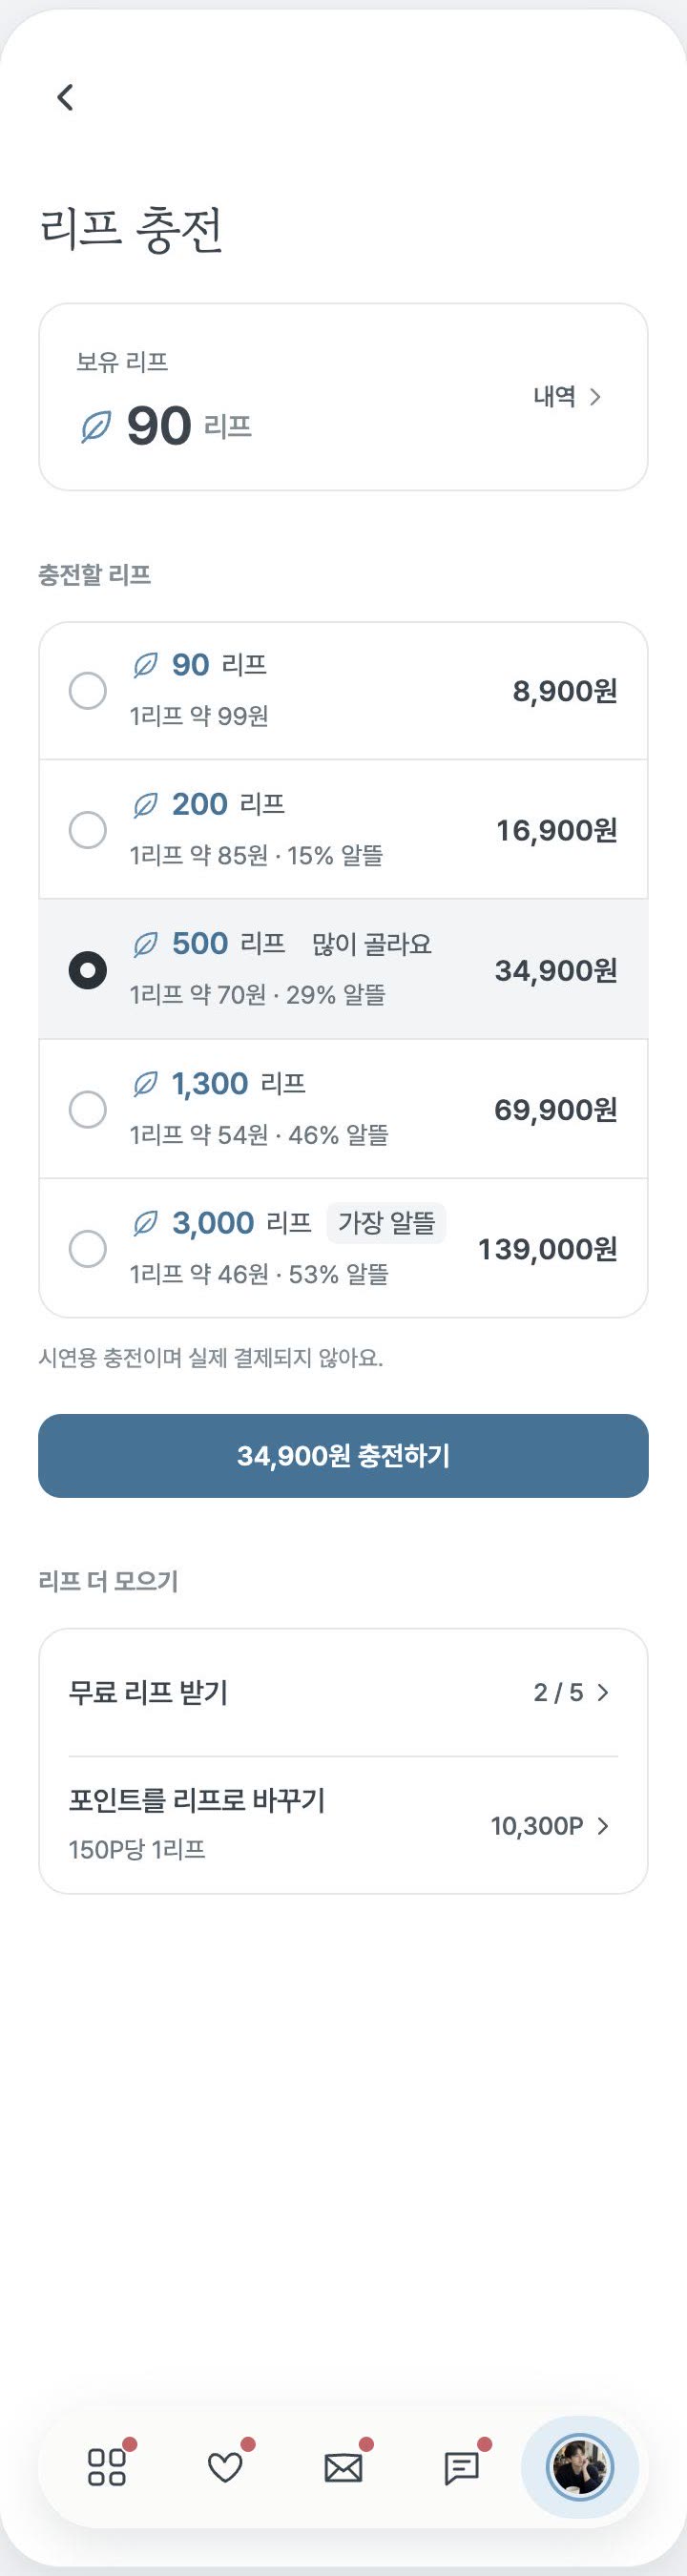 리프 충전
보유 리프
90 리프
내역
충전할 리프
90 리프
1리프 약 99원
8,900원
200 리프
1리프 약 85원 · 15% 알뜰
16,900원
500 리프 많이 골라요
1리프 약 70원 · 29% 알뜰
34,900원
1,300 리프
1리프 약 54원 · 46% 알뜰
69,900원
3,000 리프 가장 알뜰
1리프 약 46원 · 53% 알뜰
139,000원
시연용 충전이며 실제 결제되지 않아요.
34,900원 충전하기
리프 더 모으기
무료 리프 받기
2 / 5
포인트를 리프로 바꾸기
150P당 1리프
10,300P